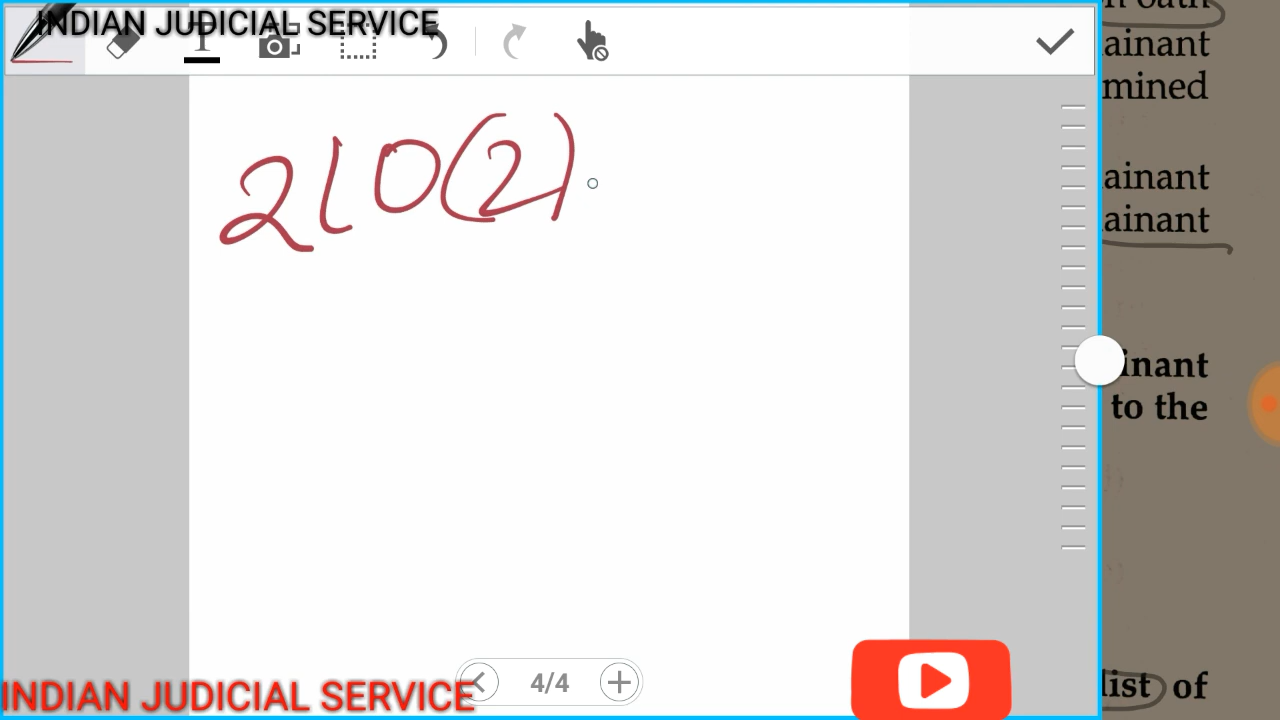 INDIAN JUDICIAL SERVICE
T
210(2)
ainant
mined
ainant
ainant
inant
to the
4/4
INDIAN JUDICIAL SERVICE
list of